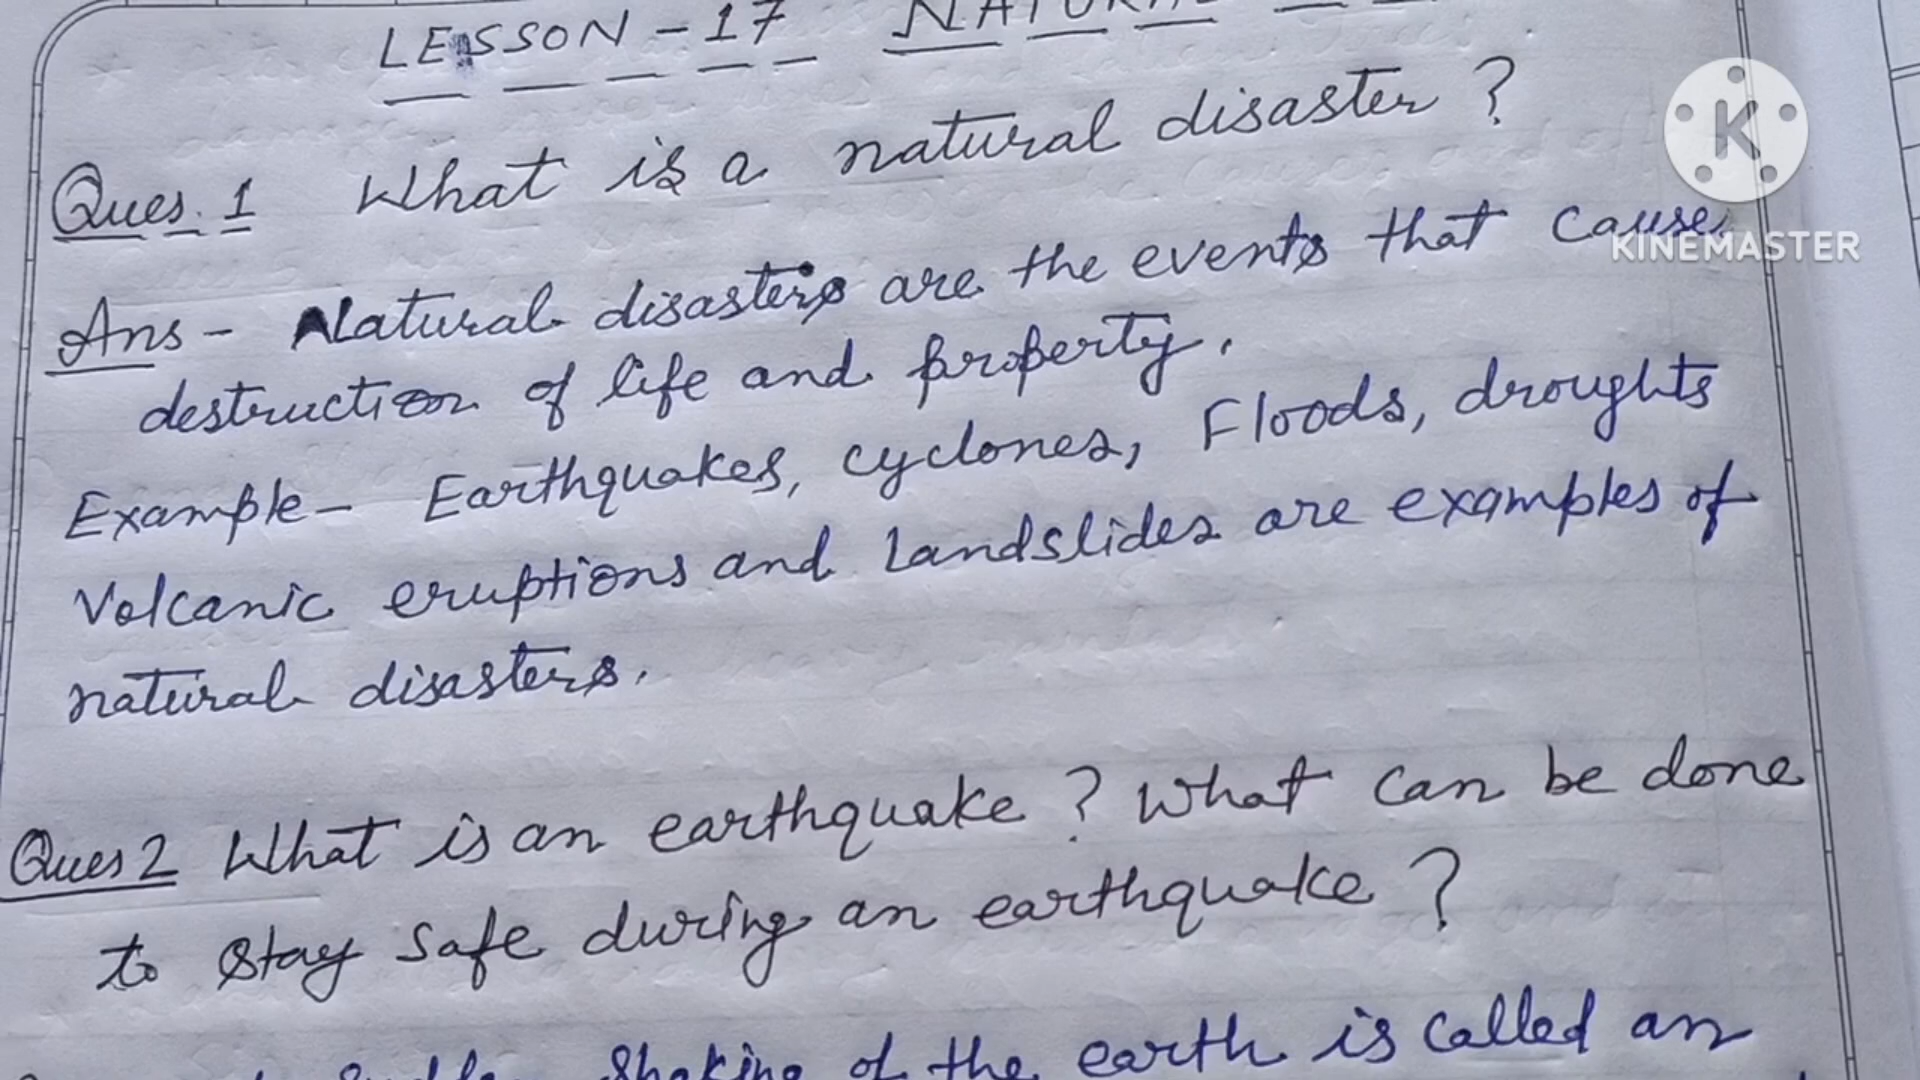 LESSON - 17 NATURAL
Ques. 1 What is a natural disaster ?
Ans - Natural disasters are the events that cause
destruction of life and property.
Example - Earthquakes, cyclones, Floods, droughts
Volcanic eruptions and Landslides are examples of
natural disasters.
Ques 2 What is an earthquake ? What can be done
to stay safe during an earthquake ?
shaking of the earth is called an
K
KINEMASTER